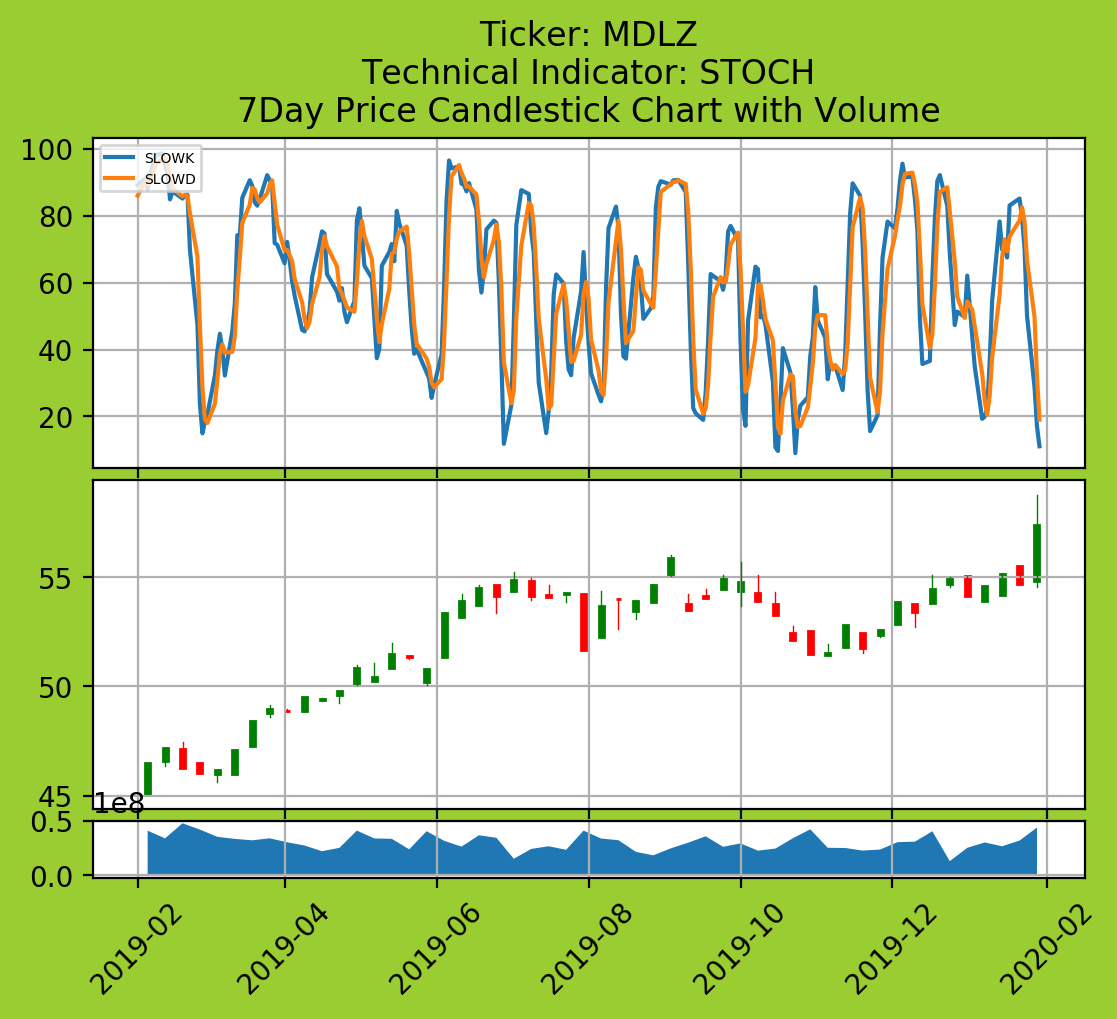 Ticker: MDLZ
Technical Indicator: STOCH
7Day Price Candlestick Chart with Volume
100
80
60
40
20
SLOWK
SLOWD
55
50
45
1e8
0.5
0.0
2019-02
2019-04
2019-06
2019-08
2019-10
2019-12
2020-02